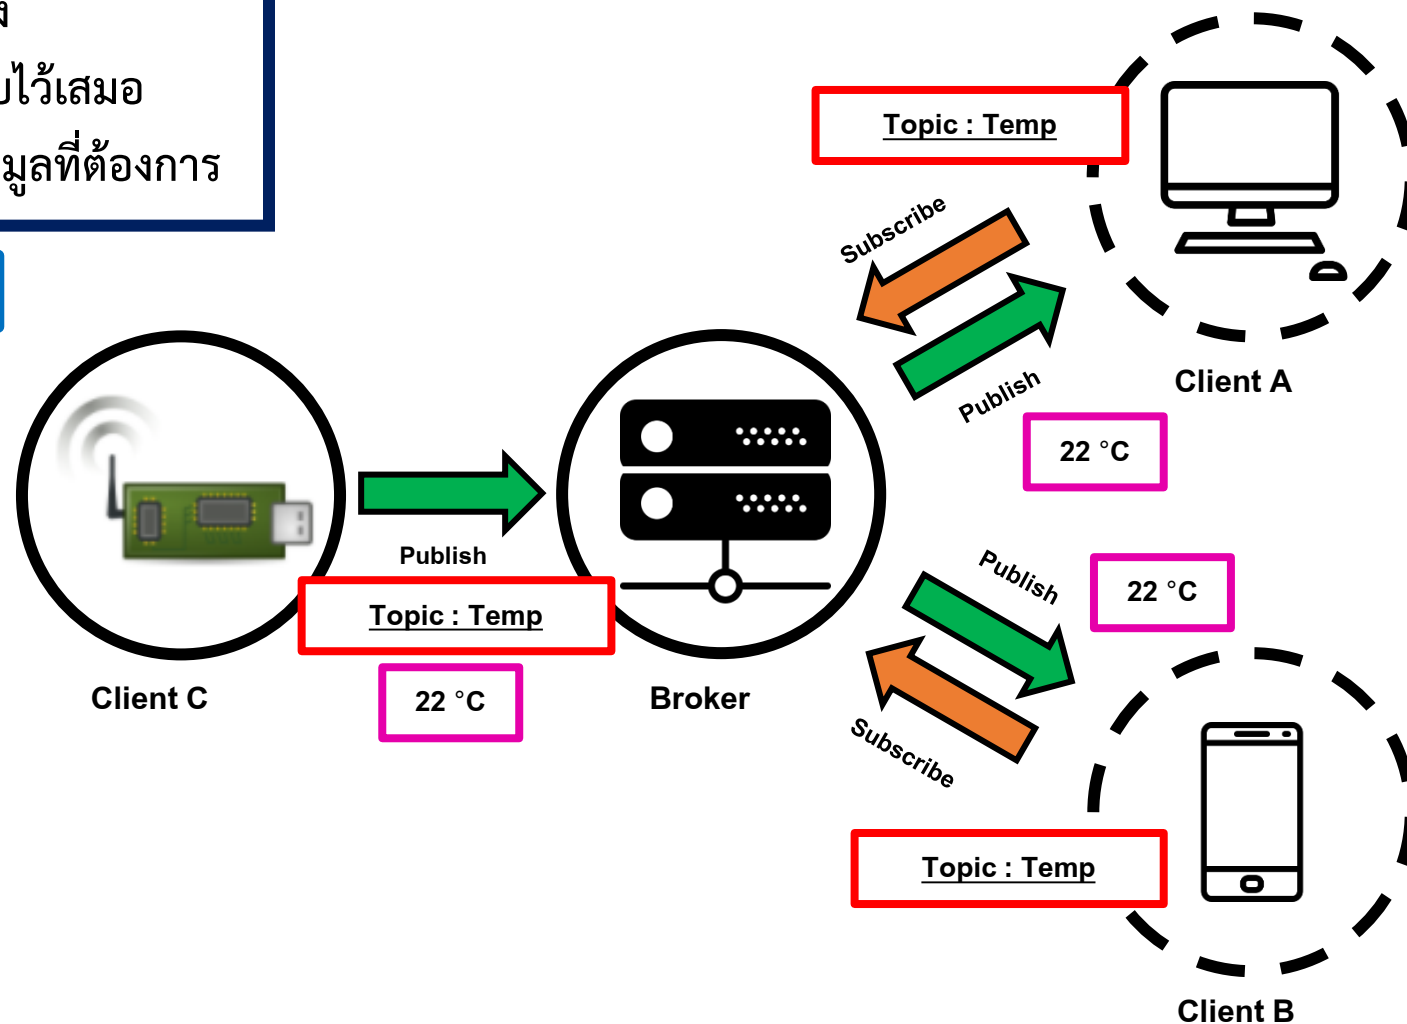 ไว้เสมอ
มูลที่ต้องการ
Topic : Temp
Subscribe
Publish
Client A
22 °C
Publish
Topic : Temp
22 °C
Client C
Broker
Publish
22 °C
Subscribe
Topic : Temp
Client B